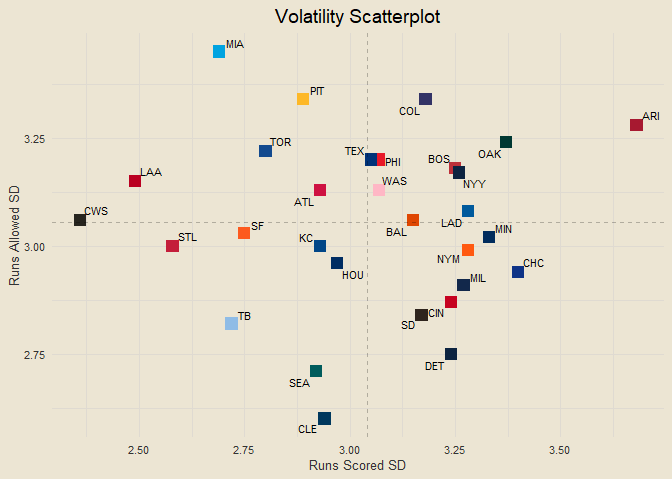 Volatility Scatterplot
MIA
PIT
COL
ARI
TOR
OAK
TEX
PHI
BOS
NYY
LAA
ATL
WAS
CWS
LAD
BAL
SF
MIN
STL
KC
NYM
HOU
CHC
MIL
TB
CIN
SD
DET
SEA
CLE
3.25
3.00
2.75
Runs Allowed SD
2.50
2.75
3.00
3.25
3.50
Runs Scored SD